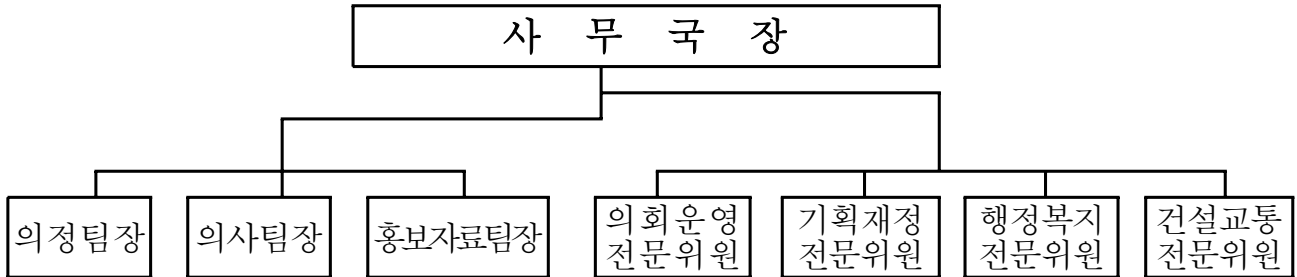 사 무 국 장
의정팀장
의사팀장
홍보자료팀장
의회운영
전문위원
기획재정
전문위원
행정복지
전문위원
건설교통
전문위원